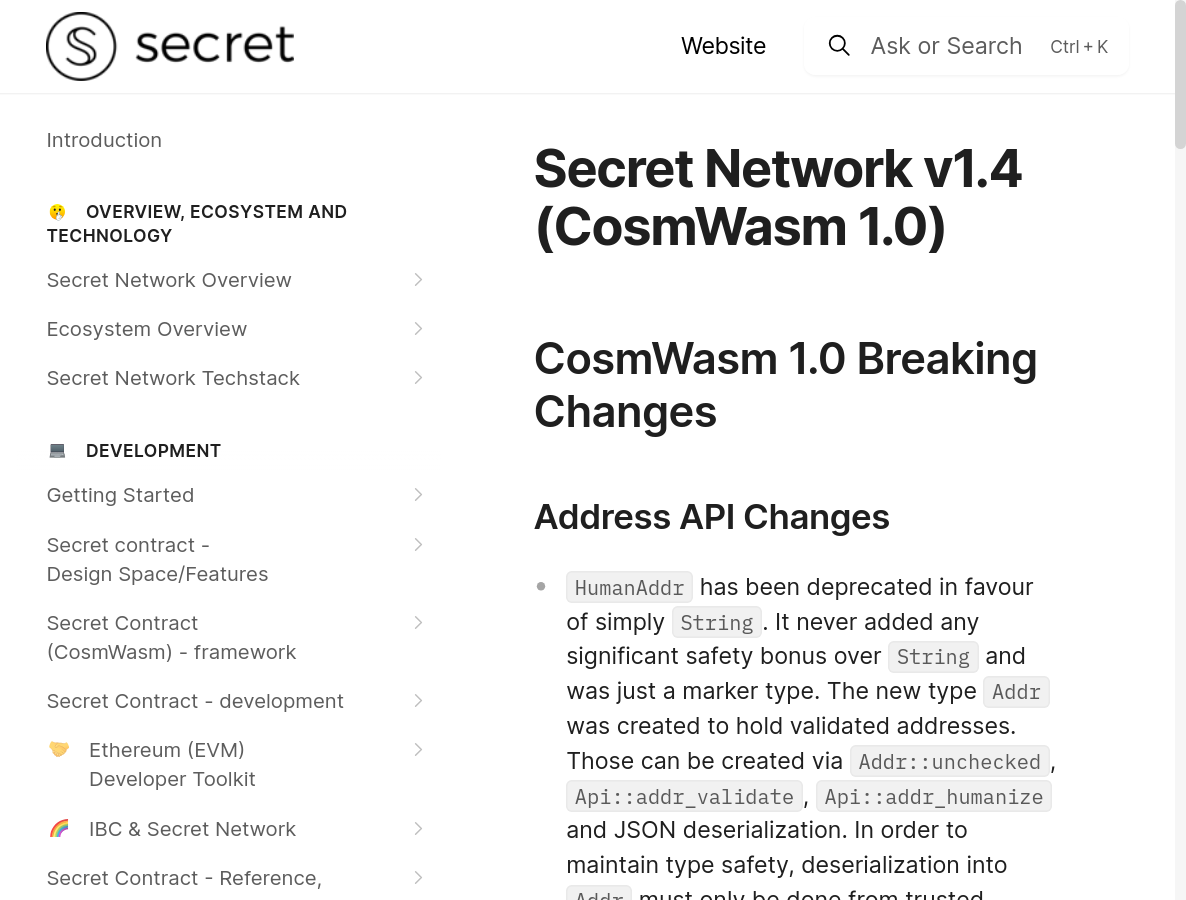 secret
Website
Ask or Search Ctrl + K
Introduction
OVERVIEW, ECOSYSTEM AND
TECHNOLOGY
Secret Network Overview
Ecosystem Overview
Secret Network Techstack
DEVELOPMENT
Getting Started
Secret contract -
Design Space/Features
Secret Contract
(CosmWasm) - framework
Secret Contract - development
Ethereum (EVM)
Developer Toolkit
IBC & Secret Network
Secret Contract - Reference,
Secret Network v1.4
(CosmWasm 1.0)
CosmWasm 1.0 Breaking
Changes
Address API Changes
HumanAddr has been deprecated in favour
of simply String. It never added any
significant safety bonus over String and
was just a marker type. The new type Addr
was created to hold validated addresses.
Those can be created via Addr::unchecked,
Api::addr_validate, Api::addr_humanize
and JSON deserialization. In order to
maintain type safety, deserialization into
Addr must only be done from trusted